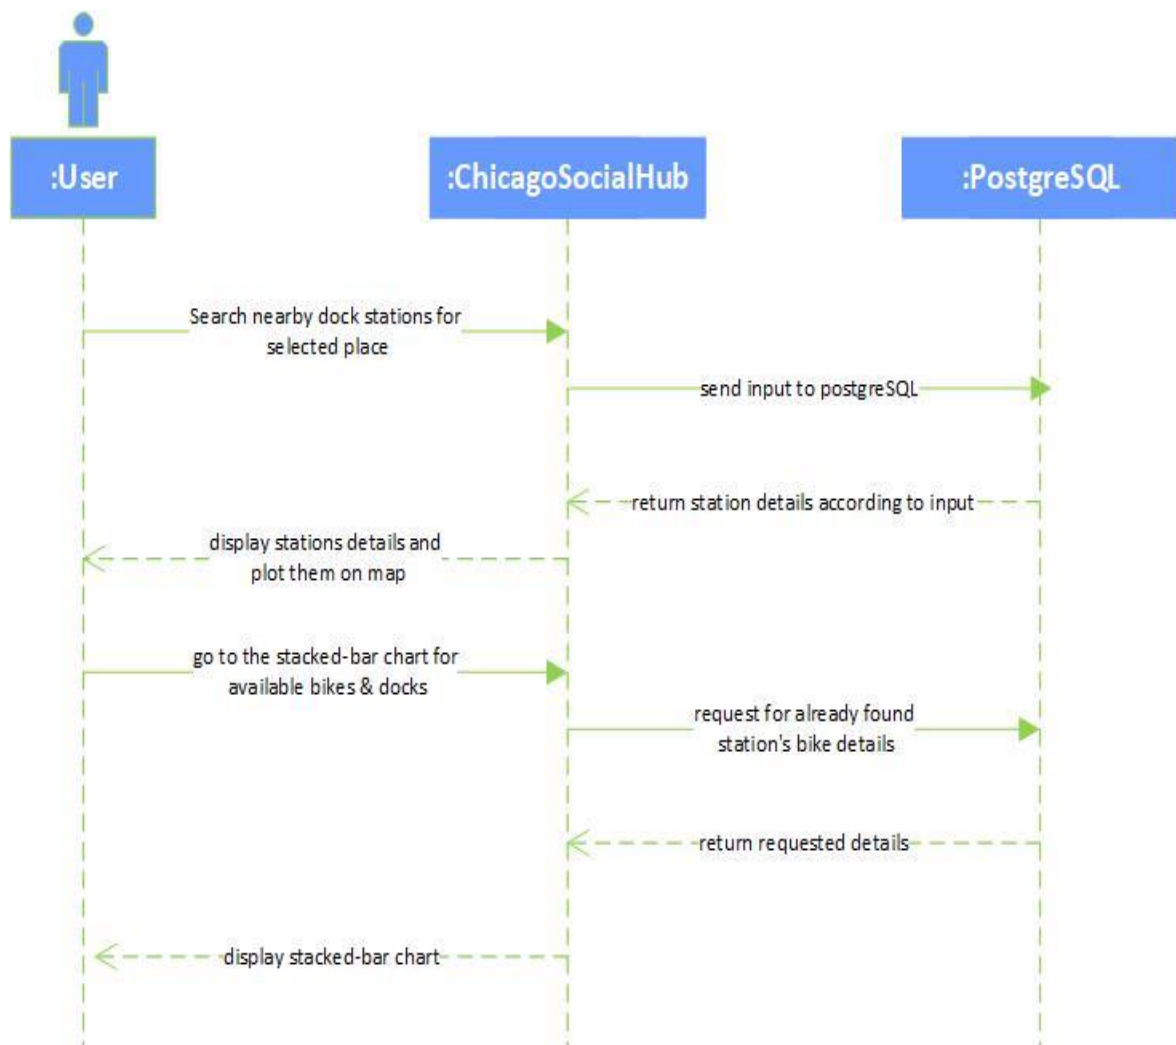 :User
:ChicagoSocialHub
:PostgreSQL
Search nearby dock stations for
selected place
send input to postgreSQL
return station details according to input
display stations details and
plot them on map
go to the stacked-bar chart for
available bikes & docks
request for already found
station's bike details
return requested details
display stacked-bar chart